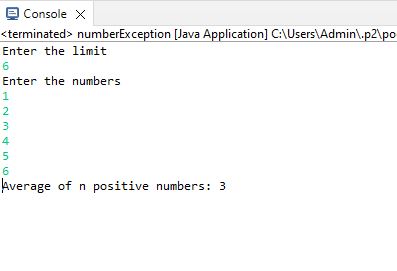 Console
<terminated> numberException [Java Application] C:\Users\Admin\.p2\po
Enter the limit
6
Enter the numbers
1
2
3
4
5
6
Average of n positive numbers: 3